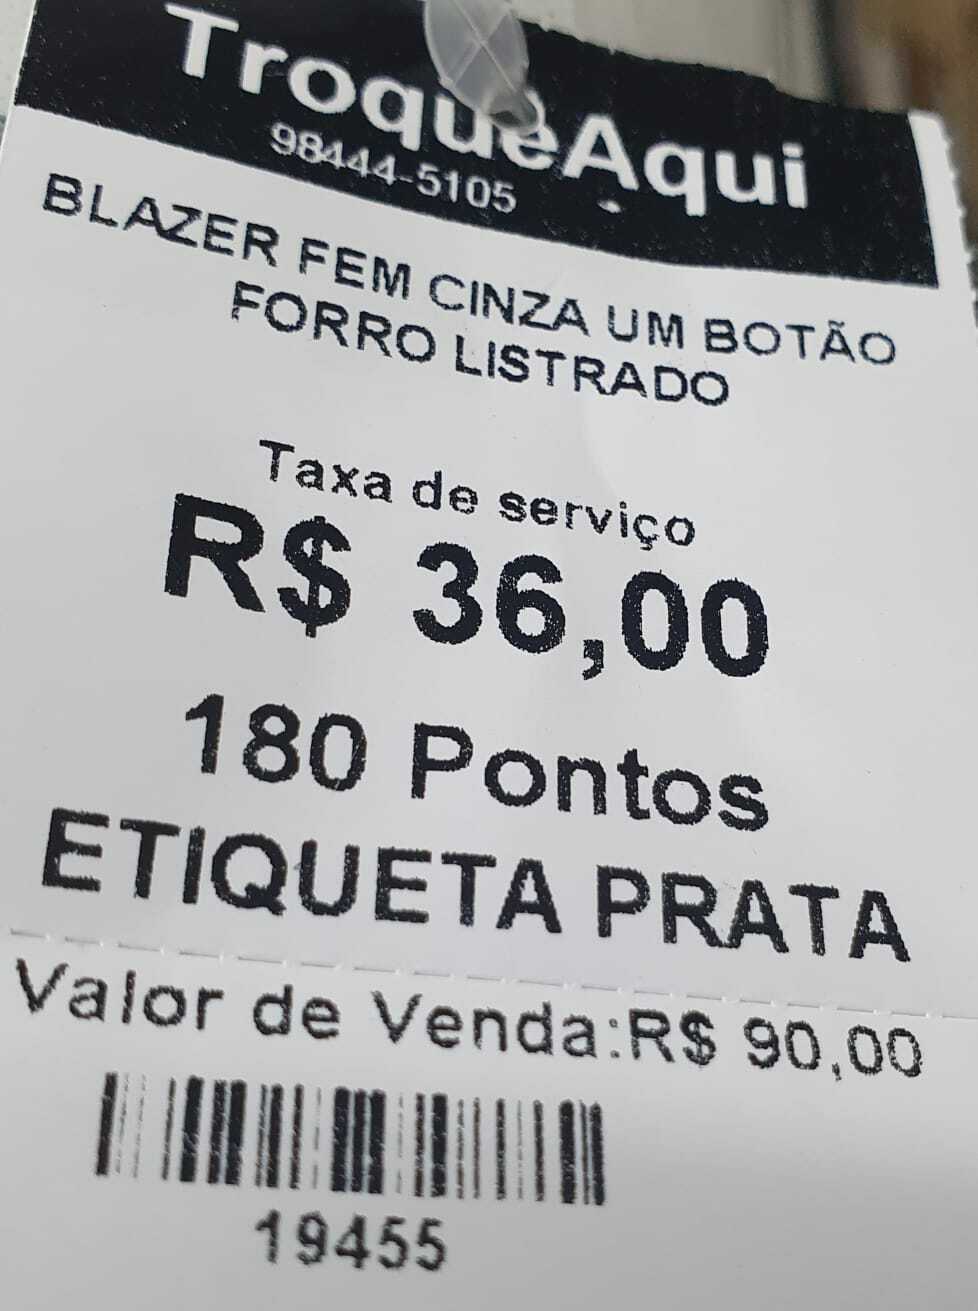 TroqueAqui
98444-5105
BLAZER FEM CINZA UM BOTÃO
FORRO LISTRADO
Taxa de serviço
R$ 36,00
180 Pontos
ETIQUETA PRATA
Valor de Venda:R$ 90,00
19455